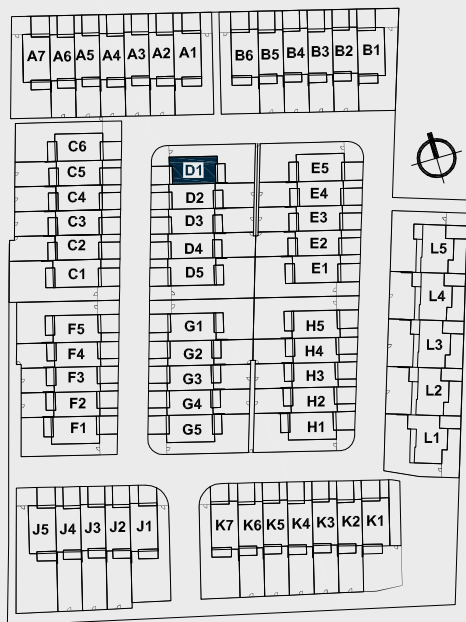 A7 A6 A5 A4 A3 A2 A1
B6 B5 B4 B3 B2 B1
C6
C5
C4
C3
C2
C1
D1
D2
D3
D4
D5
E5
E4
E3
E2
E1
L5
L4
L3
L2
L1
F5
F4
F3
F2
F1
G1
G2
G3
G4
G5
H5
H4
H3
H2
H1
J5 J4 J3 J2 J1
K7 K6 K5 K4 K3 K2 K1